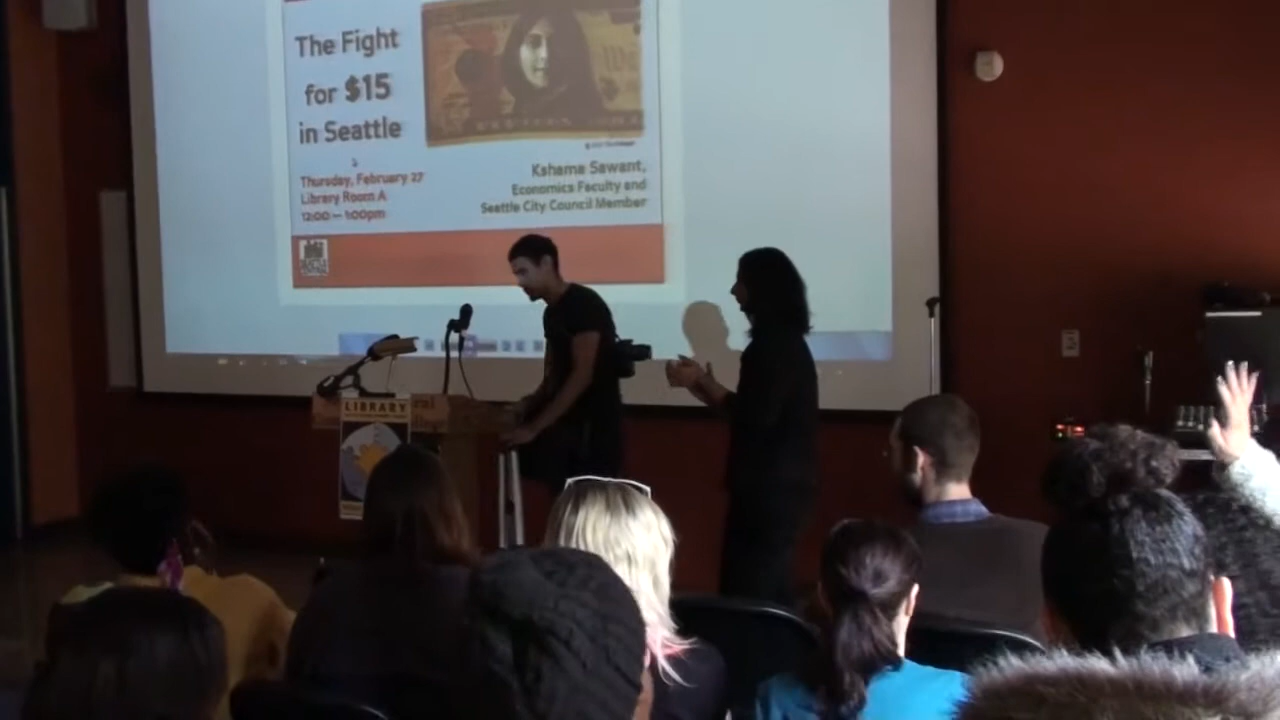 The Fight
for $15
in Seattle
Thursday, February 27
Library Room A
12:00 – 1:00pm
Kshama Sawant,
Economics Faculty and
Seattle City Council Member
LIBRARY